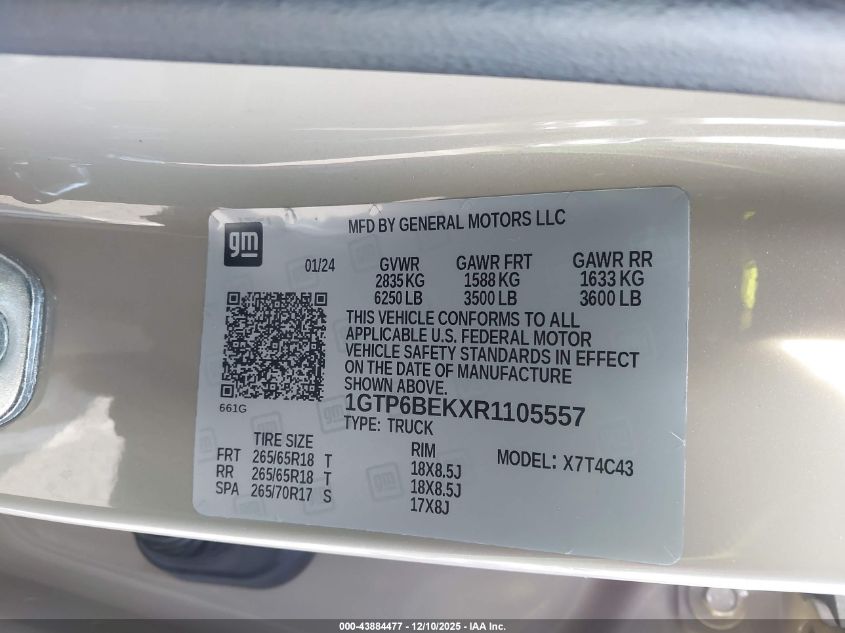 gm
MFD BY GENERAL MOTORS LLC
01/24 GVWR GAWR FRT GAWR RR
2835 KG 1588 KG 1633 KG
6250 LB 3500 LB 3600 LB
THIS VEHICLE CONFORMS TO ALL
APPLICABLE U.S. FEDERAL MOTOR
VEHICLE SAFETY STANDARDS IN EFFECT
ON THE DATE OF MANUFACTURE
SHOWN ABOVE.
661G
1GTP6BEKXR1105557
TYPE: TRUCK
TIRE SIZE RIM MODEL: X7T4C43
FRT 265/65R18 T 18X8.5J
RR 265/65R18 T 18X8.5J
SPA 265/70R17 S 17X8J
000-43884477 - 12/10/2025 - IAA Inc.